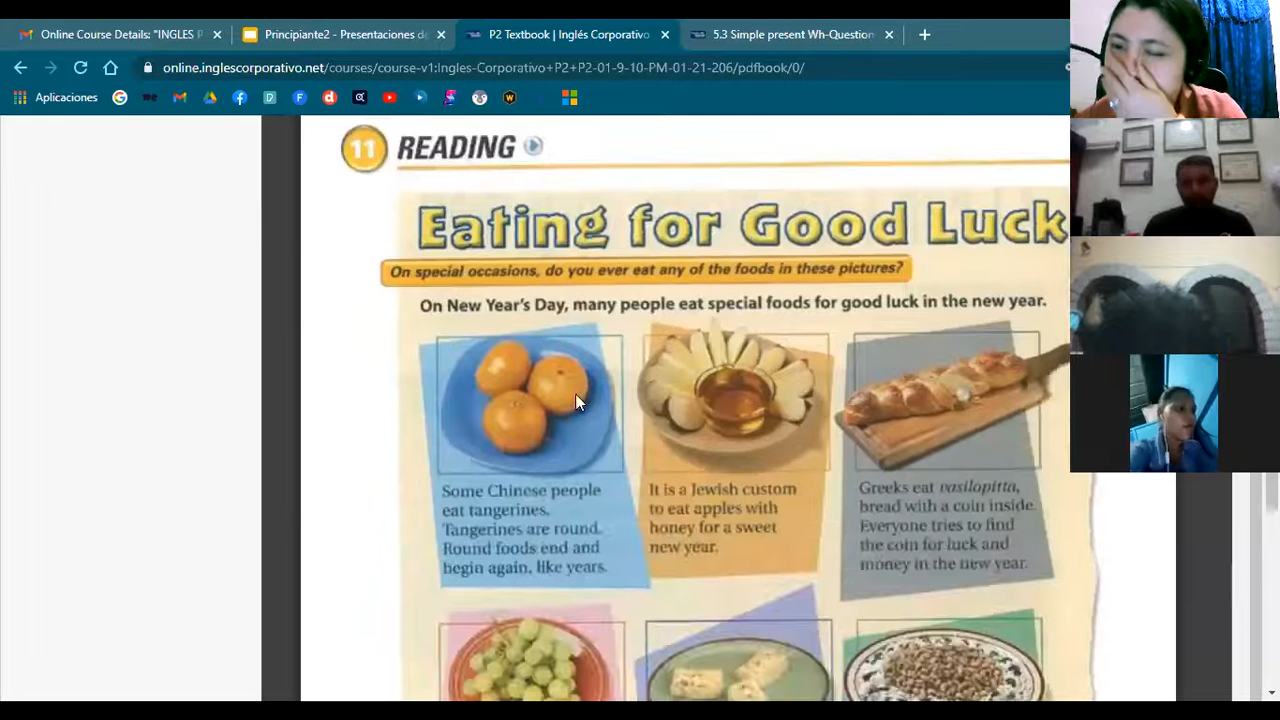 Online Course Details: "INGLES P
Principiante2 - Presentaciones de
P2 Textbook | Inglés Corporativo
5.3 Simple present Wh-Question
online.inglescorporativo.net/courses/course-v1:Ingles-Corporativo+P2+P2-01-9-10-PM-01-21-206/pdfbook/0/
Aplicaciones
11 READING
Eating for Good Luck
On special occasions, do you ever eat any of the foods in these pictures?
On New Year's Day, many people eat special foods for good luck in the new year.
Some Chinese people
eat tangerines.
Tangerines are round.
Round foods end and
begin again, like years.
It is a Jewish custom
to eat apples with
honey for a sweet
new year.
Greeks eat vasilopitta,
bread with a coin inside.
Everyone tries to find
the coin for luck and
money in the new year.